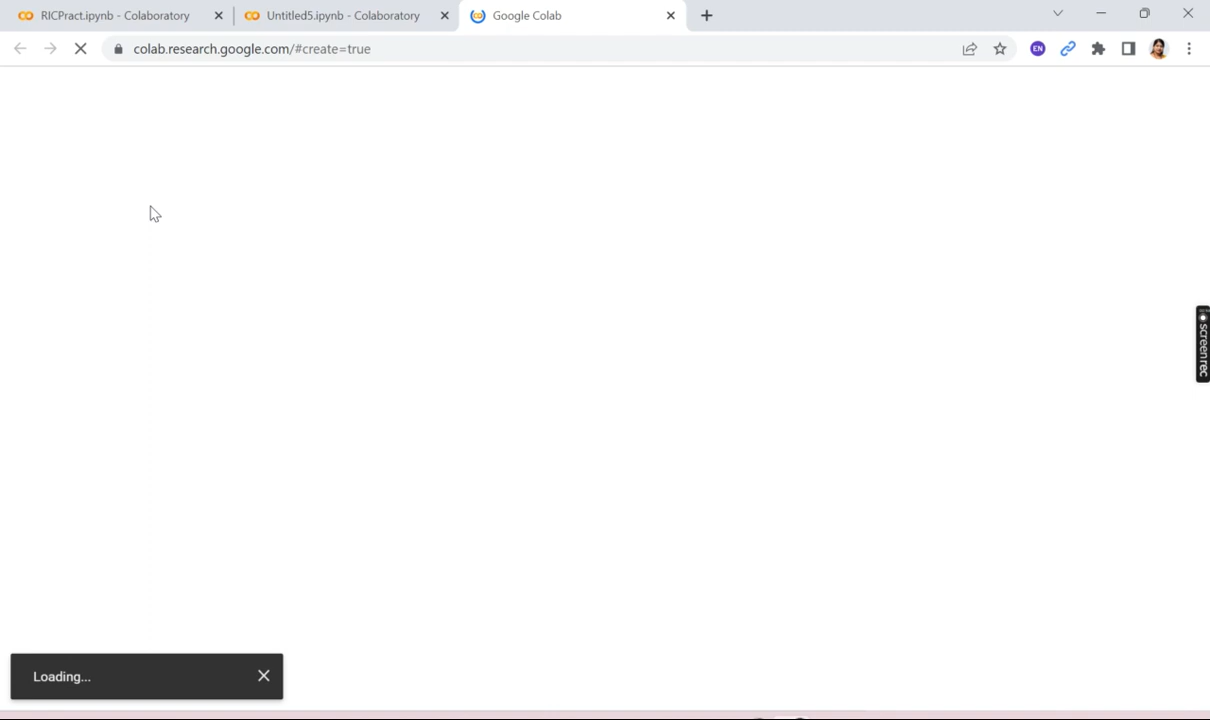 RICPract.ipynb - Colaboratory
Untitled5.ipynb - Colaboratory
Google Colab
colab.research.google.com/#create=true
EN
screenrec
Loading...